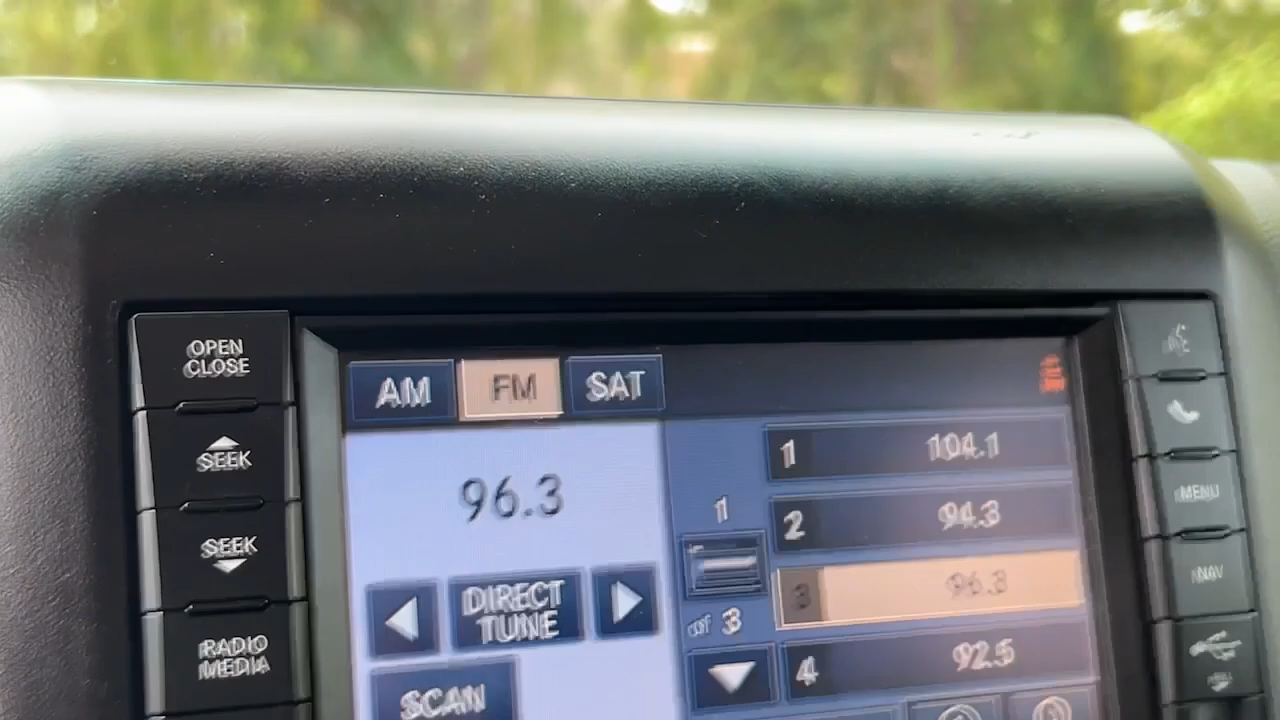 OPEN
CLOSE
SEEK
SEEK
RADIO
MEDIA
AM FM SAT
96.3
DIRECT
TUNE
SCAN
1
of 3
1 104.1
2 94.3
3 96.3
4 92.5
MENU
NAV